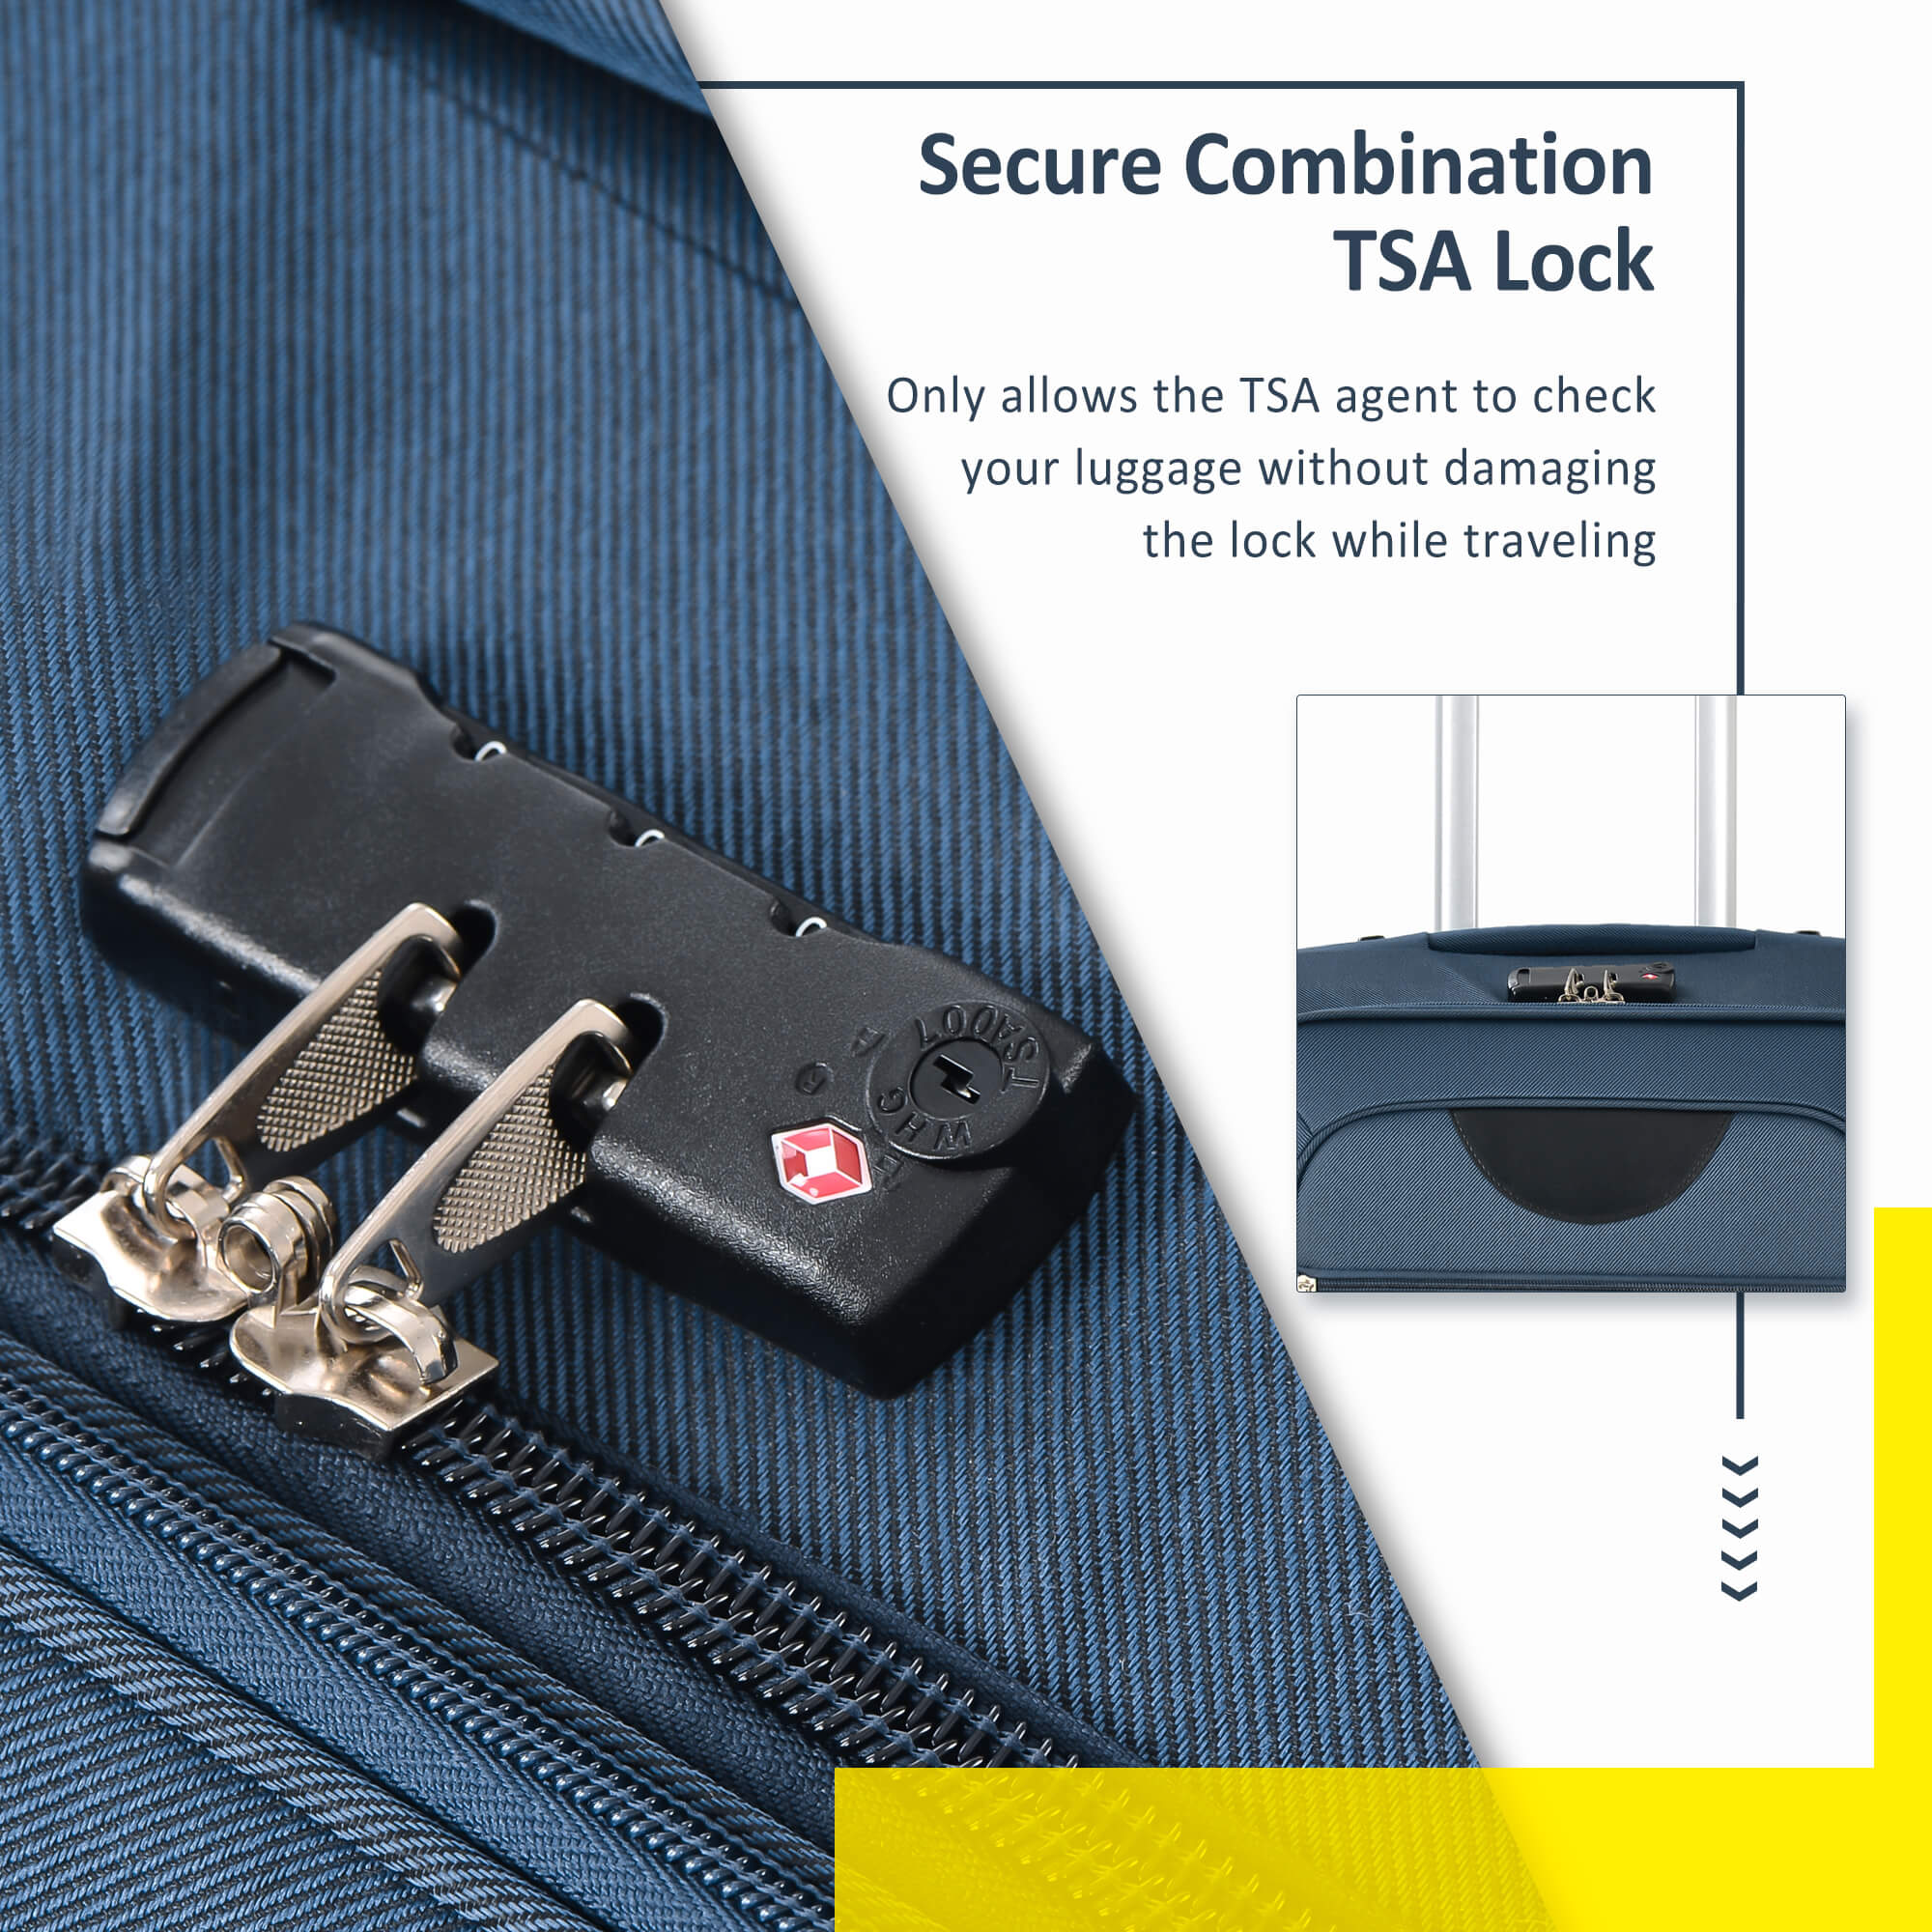 Secure Combination
TSA Lock
Only allows the TSA agent to check
your luggage without damaging
the lock while traveling
TSA007
WHG